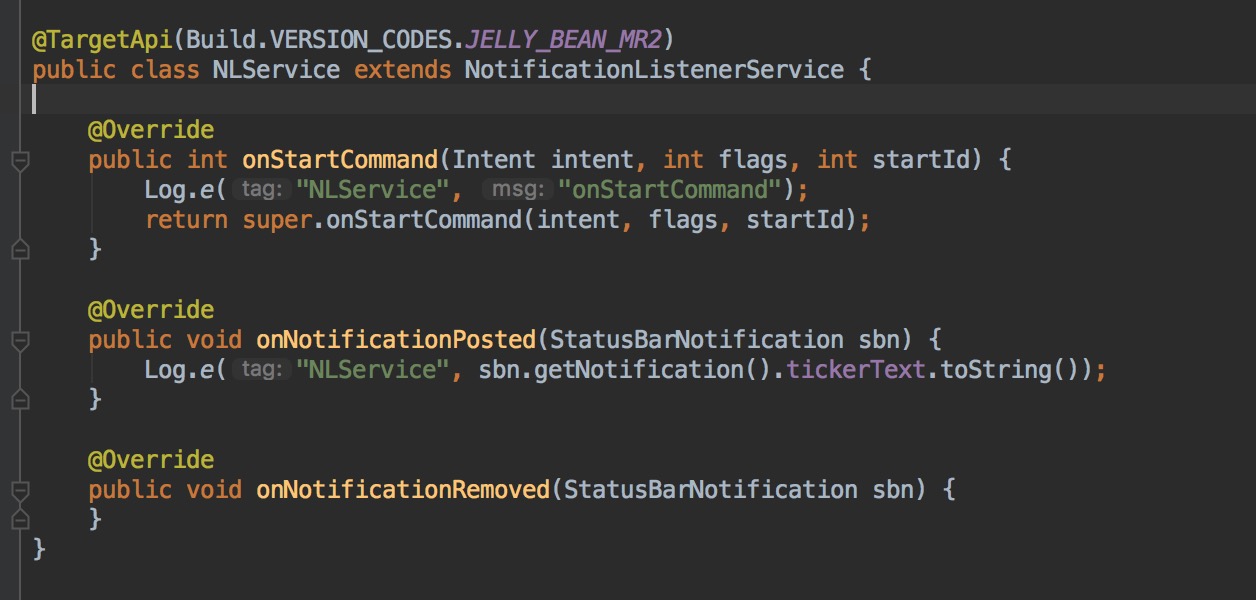 @TargetApi(Build.VERSION_CODES.JELLY_BEAN_MR2)
public class NLService extends NotificationListenerService {
@Override
public int onStartCommand(Intent intent, int flags, int startId) {
Log.e( tag: "NLService", msg: "onStartCommand");
return super.onStartCommand(intent, flags, startId);
}
@Override
public void onNotificationPosted(StatusBarNotification sbn) {
Log.e( tag: "NLService", sbn.getNotification().tickerText.toString());
}
@Override
public void onNotificationRemoved(StatusBarNotification sbn) {
}
}